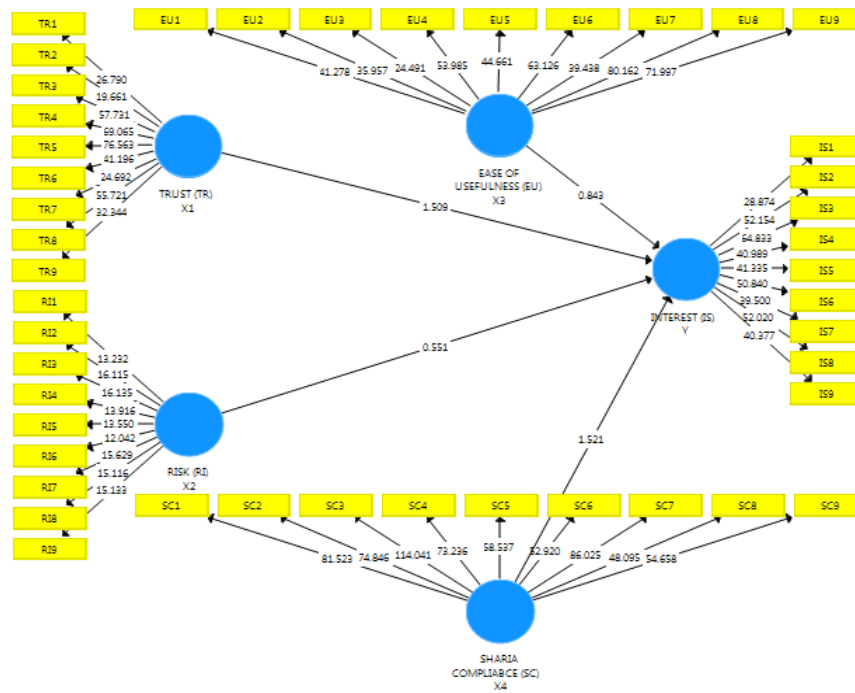 TR1
TR2
TR3
TR4
TR5
TR6
TR7
TR8
TR9
26.790
19.661
57.731
69.065
76.563
41.196
24.692
55.721
32.344
TRUST (TR)
X1
EU1
EU2
EU3
EU4
EU5
EU6
EU7
EU8
EU9
41.278
35.957
24.491
53.985
44.661
63.126
39.438
80.162
71.997
EASE OF
USEFULNESS (EU)
X3
1.509
0.843
0.551
1.521
IS1
IS2
IS3
IS4
IS5
IS6
IS7
IS8
IS9
28.874
52.154
54.833
40.989
41.335
50.840
39.500
52.020
40.377
INTEREST (IS)
Y
RI1
RI2
RI3
RI4
RI5
RI6
RI7
RI8
RI9
13.232
16.115
16.135
13.916
13.550
12.042
15.629
15.116
15.133
RISK (RI)
X2
SC1
SC2
SC3
SC4
SC5
SC6
SC7
SC8
SC9
81.523
74.846
114.041
73.236
58.537
52.920
86.025
48.095
54.658
SHARIA
COMPLIABCE (SC)
X4